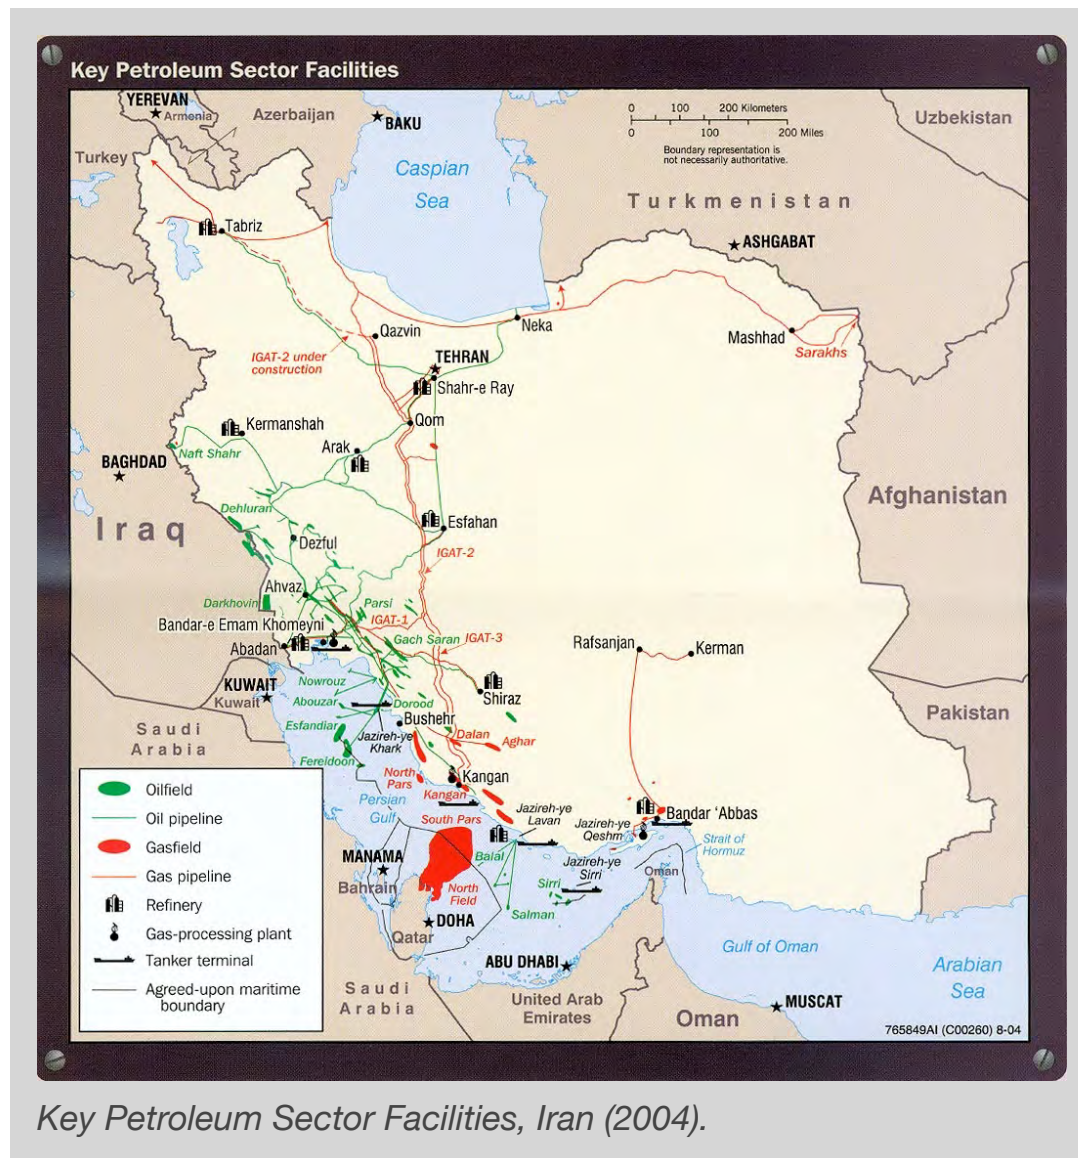 Key Petroleum Sector Facilities
YEREVAN
Armenia
Azerbaijan
BAKU
Turkey
Caspian
Sea
0 100 200 Kilometers
0 100 200 Miles
Boundary representation is
not necessarily authoritative.
Uzbekistan
Turkmenistan
ASHGABAT
Tabriz
Qazvin
Neka
Mashhad
Sarakhs
IGAT-2 under
construction
TEHRAN
Shahr-e Ray
Kermanshah
Qom
Naft Shahr
Arak
BAGHDAD
Iraq
Afghanistan
Dehluran
Esfahan
Dezful
IGAT-2
Ahvaz
Darkhovin
Parsi
Bandar-e Emam Khomeyni
IGAT-1
Gach Saran
IGAT-3
Abadan
Rafsanjan
Kerman
KUWAIT
Kuwait
Nowrouz
Abouzar
Dorood
Shiraz
Saudi
Arabia
Esfandiar
Bushehr
Jazireh-ye
Khark
Dalan
Aghar
Pakistan
Fereidoon
North
Pars
Kangan
Kangan
Persian
Gulf
South Pars
Jazireh-ye
Lavan
Jazireh-ye
Qeshm
Bandar 'Abbas
Strait of
Hormuz
MANAMA
Bahrain
Balal
Jazireh-ye
Sirri
Oman
North
Field
Sirri
Salman
DOHA
Qatar
ABU DHABI
Gulf of Oman
Arabian
Sea
Saudi
Arabia
United Arab
Emirates
Oman
MUSCAT
765849AI (C00260) 8-04
Oilfield
Oil pipeline
Gasfield
Gas pipeline
Refinery
Gas-processing plant
Tanker terminal
Agreed-upon maritime
boundary
Key Petroleum Sector Facilities, Iran (2004).